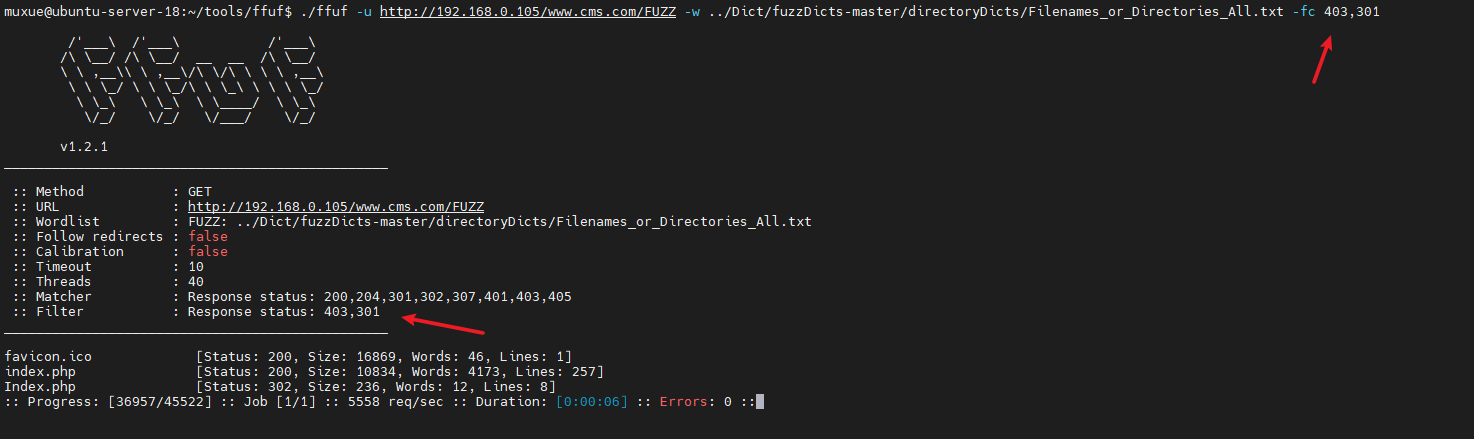 muxue@ubuntu-server-18:~/tools/ffuf$ ./ffuf -u http://192.168.0.105/www.cms.com/FUZZ -w ../Dict/fuzzDicts-master/directoryDicts/Filenames_or_Directories_All.txt -fc 403,301
        /'___\  /'___\           /'___\
       /\ \__/ /\ \__/  __  __  /\ \__/
       \ \ ,__\\ \ ,__\/\ \/\ \ \ \ ,__\
        \ \ \_/ \ \ \_/\ \ \_\ \ \ \ \_/
         \ \_\   \ \_\  \ \____/  \ \_\
          \/_/    \/_/   \/___/    \/_/
       v1.2.1
________________________________________________
 :: Method           : GET
 :: URL              : http://192.168.0.105/www.cms.com/FUZZ
 :: Wordlist         : FUZZ: ../Dict/fuzzDicts-master/directoryDicts/Filenames_or_Directories_All.txt
 :: Follow redirects : false
 :: Calibration      : false
 :: Timeout          : 10
 :: Threads          : 40
 :: Matcher          : Response status: 200,204,301,302,307,401,403,405
 :: Filter           : Response status: 403,301
________________________________________________
favicon.ico             [Status: 200, Size: 16869, Words: 46, Lines: 1]
index.php               [Status: 200, Size: 10834, Words: 4173, Lines: 257]
Index.php               [Status: 302, Size: 236, Words: 12, Lines: 8]
:: Progress: [36957/45522] :: Job [1/1] :: 5558 req/sec :: Duration: [0:00:06] :: Errors: 0 ::